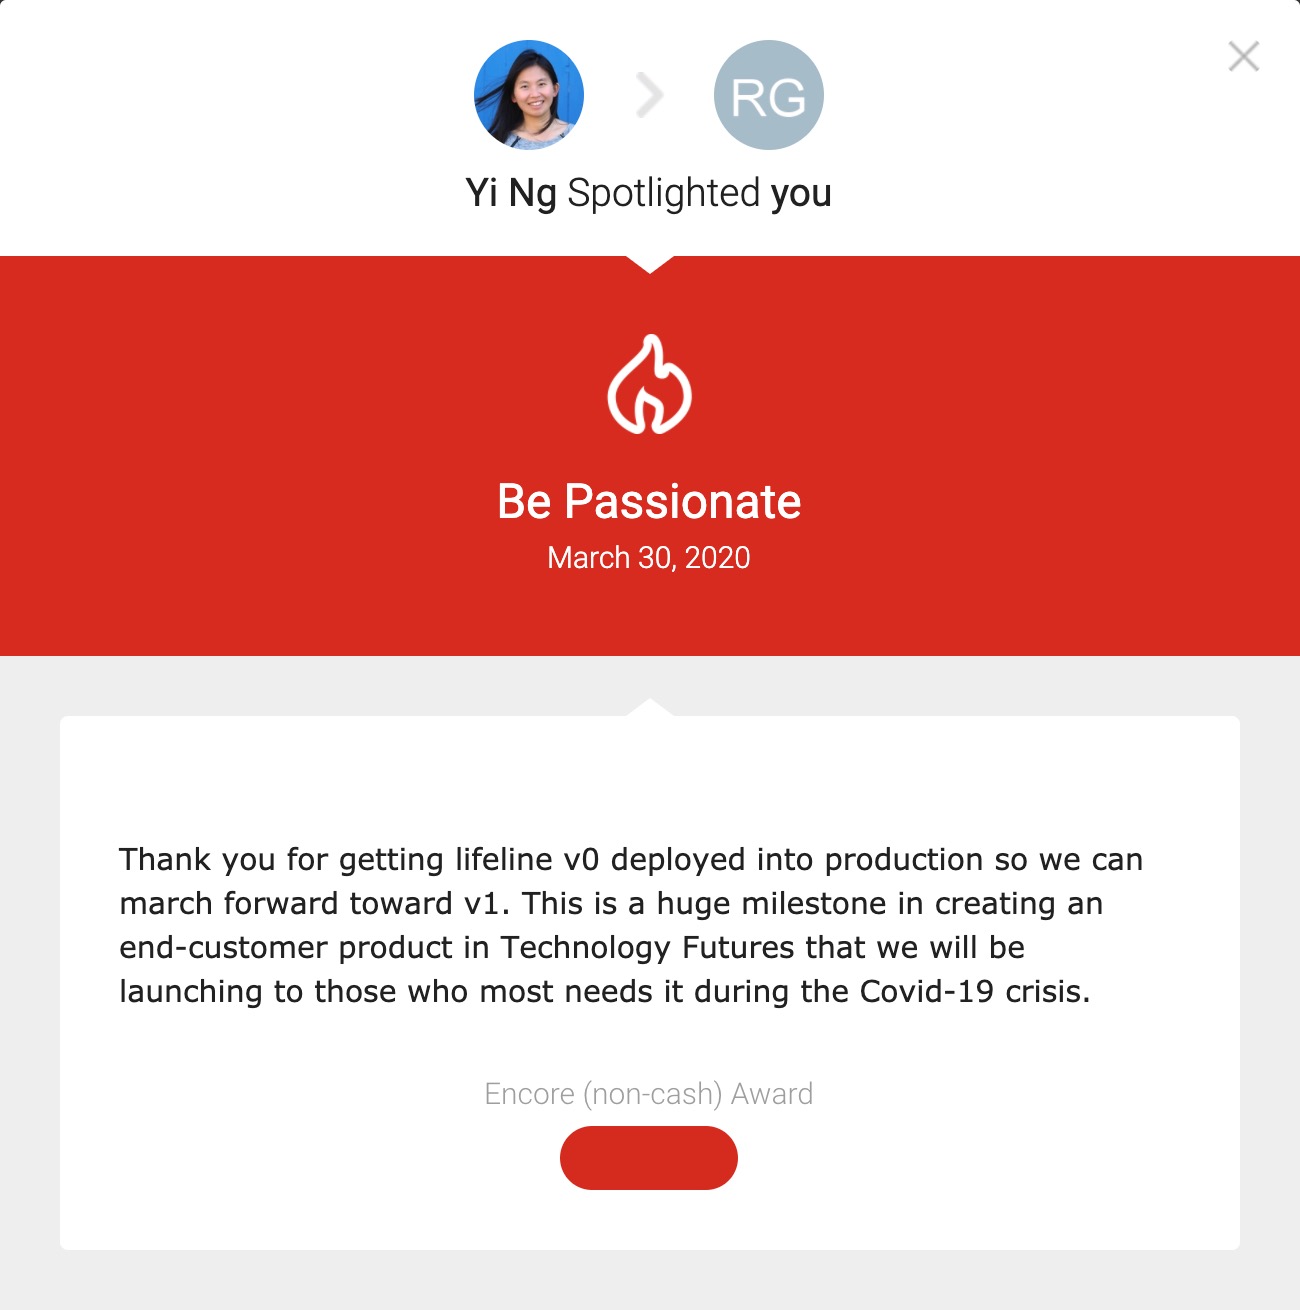 RG
Yi Ng Spotlighted you
Be Passionate
March 30, 2020
Thank you for getting lifeline v0 deployed into production so we can
march forward toward v1. This is a huge milestone in creating an
end-customer product in Technology Futures that we will be
launching to those who most needs it during the Covid-19 crisis.
Encore (non-cash) Award